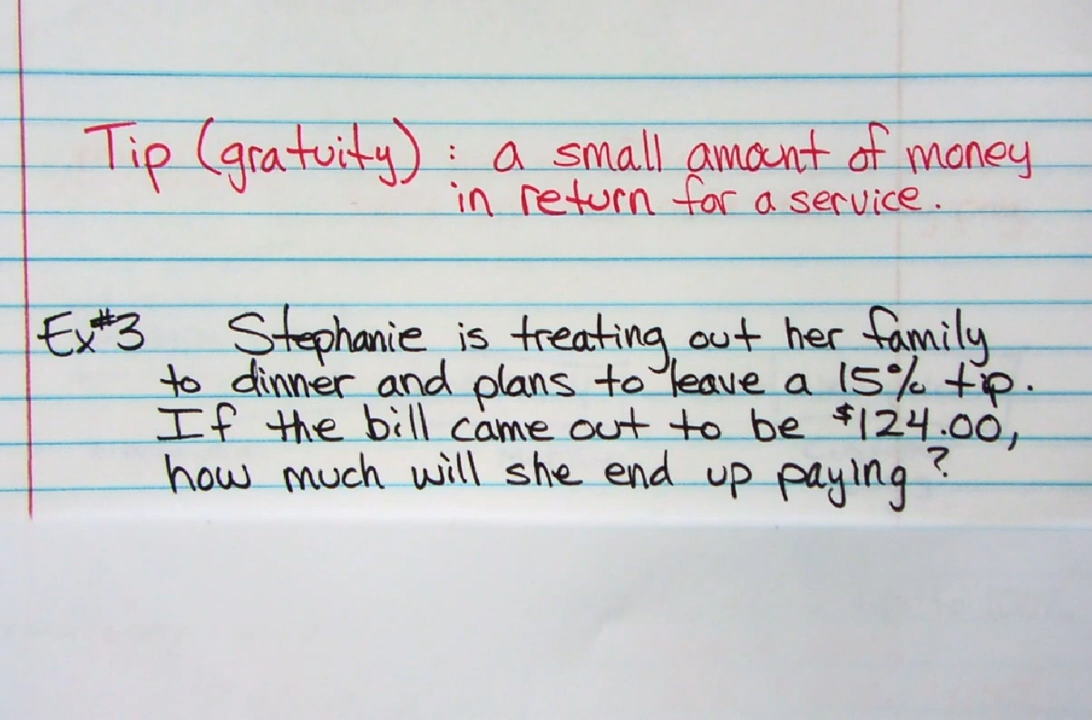 Tip (gratuity) : a small amount of money
in return for a service.
Ex#3 Stephanie is treating out her family
to dinner and plans to leave a 15% tip.
If the bill came out to be $124.00,
how much will she end up paying?